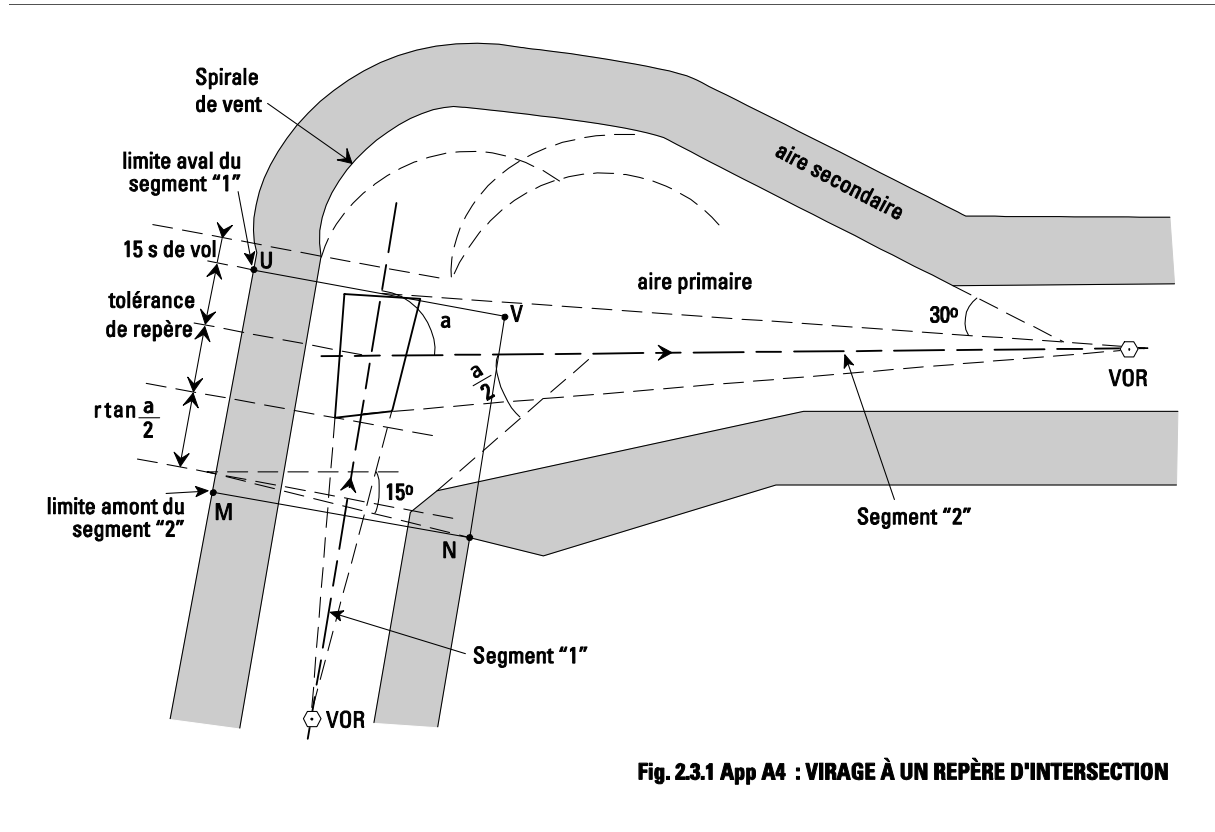 Spirale
de vent
limite aval du
segment “1”
aire secondaire
15 s de vol
U
tolérance
de repère
aire primaire
a
V
30º
a
2
VOR
r tan a
2
15º
limite amont du
segment “2”
M
N
Segment “2”
Segment “1”
VOR
Fig. 2.3.1 App A4 : VIRAGE À UN REPÈRE D'INTERSECTION